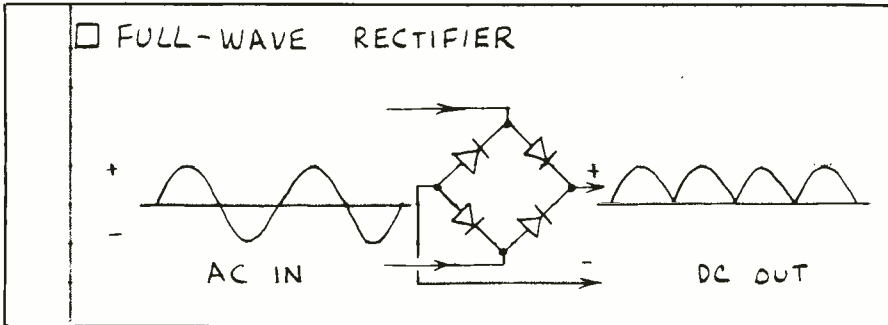 □ FULL-WAVE RECTIFIER
+
+
-
-
AC IN
DC OUT